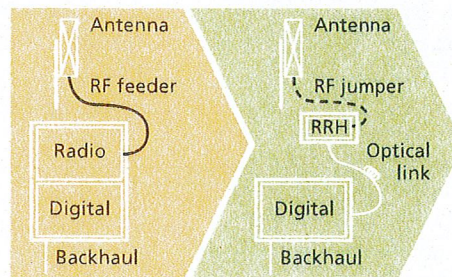 Antenna
RF feeder
Radio
Digital
Backhaul
Antenna
RF jumper
RRH
Optical
link
Digital
Backhaul